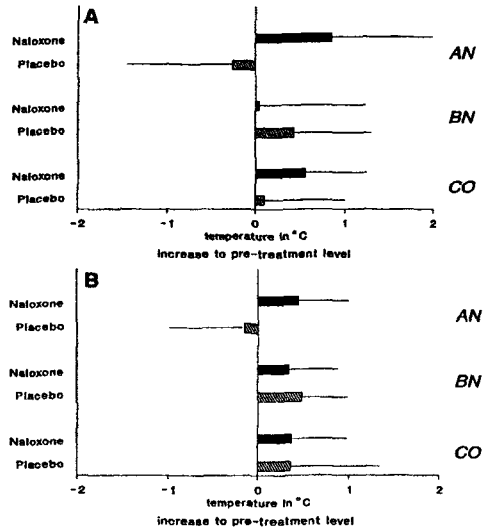 A
Naloxone
AN
Placebo
Naloxone
BN
Placebo
Naloxone
CO
Placebo
-2 -1 0 1 2
temperature in °C
increase to pre-treatment level
B
Naloxone
AN
Placebo
Naloxone
BN
Placebo
Naloxone
CO
Placebo
-2 -1 0 1 2
temperature in °C
increase to pre-treatment level